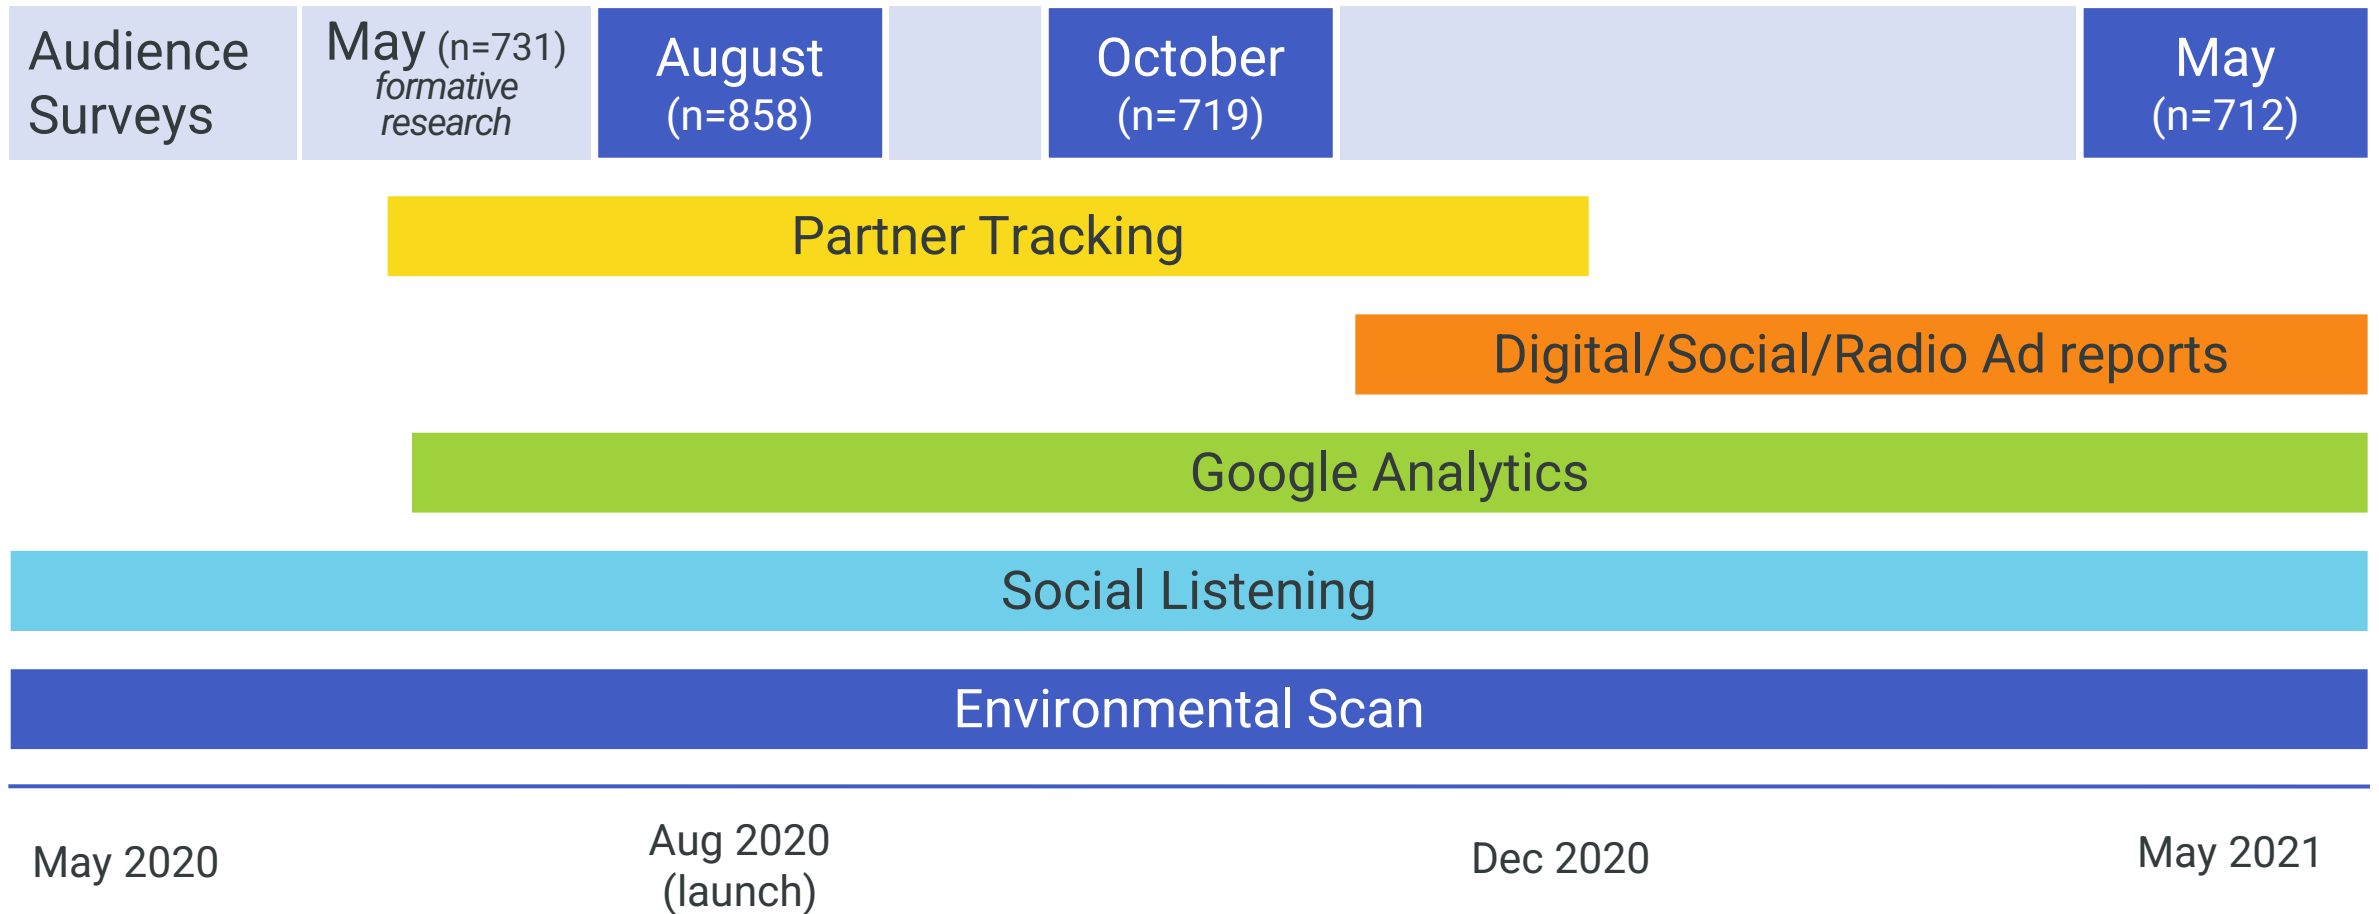 Audience
Surveys
May (n=731)
formative
research
August
(n=858)
October
(n=719)
May
(n=712)
Partner Tracking
Digital/Social/Radio Ad reports
Google Analytics
Social Listening
Environmental Scan
May 2020
Aug 2020
(launch)
Dec 2020
May 2021